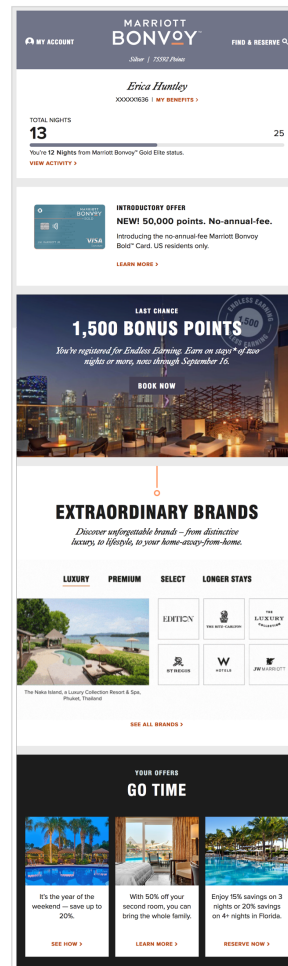 MARRIOTT
MY ACCOUNT
BONVOY™
FIND & RESERVE
Silver | 75592 Points
Erica Huntley
XXXXX1636 | MY BENEFITS >
TOTAL NIGHTS
13
25
You're 12 Nights from Marriott Bonvoy™ Gold Elite status.
VIEW ACTIVITY >
MARRIOTT
BONVOY
VISA
INTRODUCTORY OFFER
NEW! 50,000 points. No-annual-fee.
Introducing the no-annual-fee Marriott Bonvoy
Bold™ Card. US residents only.
LEARN MORE >
ENDLESS EARNING
1,500
ENDLESS EARNING
LAST CHANCE
1,500 BONUS POINTS
You're registered for Endless Earning. Earn on stays* of two
nights or more, now through September 16.
BOOK NOW
EXTRAORDINARY BRANDS
Discover unforgettable brands – from distinctive
luxury, to lifestyle, to your home-away-from-home.
LUXURY PREMIUM SELECT LONGER STAYS
EDITION
THE RITZ-CARLTON
THE
LUXURY
COLLECTION
ST REGIS
W
HOTELS
JW MARRIOTT
The Naka Island, a Luxury Collection Resort & Spa,
Phuket, Thailand
SEE ALL BRANDS >
YOUR OFFERS
GO TIME
It's the year of the
weekend — save up to
20%.
SEE HOW >
With 50% off your
second room, you can
bring the whole family.
LEARN MORE >
Enjoy 15% savings on 3
nights or 20% savings
on 4+ nights in Florida.
RESERVE NOW >